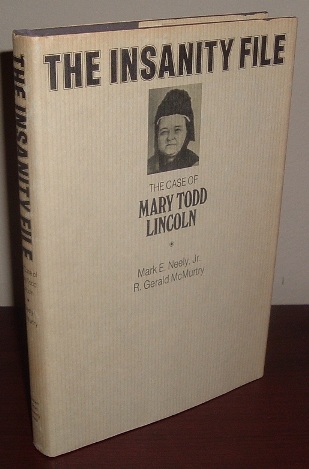 THE INSANITY FILE
THE CASE OF
MARY TODD
LINCOLN
Mark E. Neely, Jr.
R. Gerald McMurtry
THE INSANITY FILE